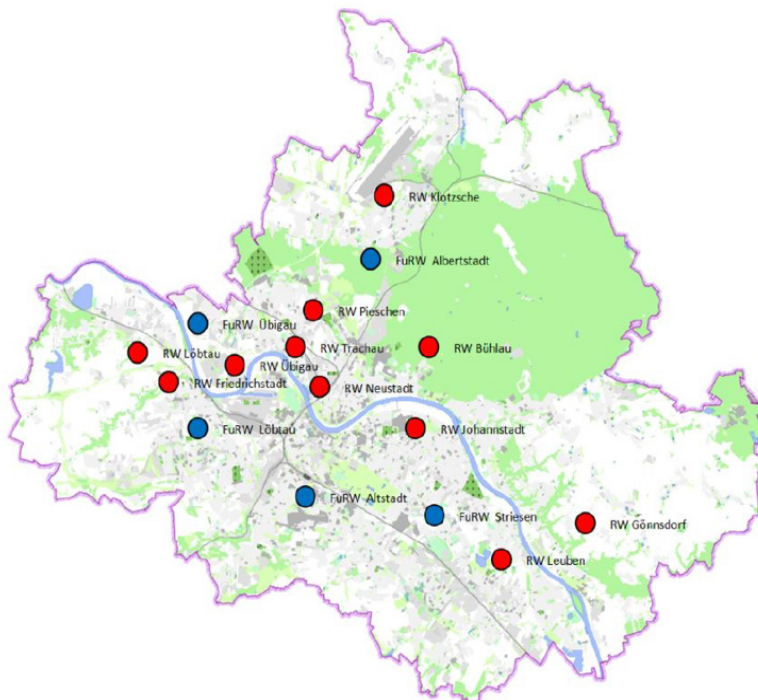 RW Klotzsche
FuRW Albertstadt
RW Pieschen
FuRW Übigau
RW Trachau
RW Bühlau
RW Löbtau
RW Übigau
RW Friedrichstadt
RW Neustadt
FuRW Löbtau
RW Johannstadt
FuRW Altstadt
FuRW Striesen
RW Gönnsdorf
RW Leuben